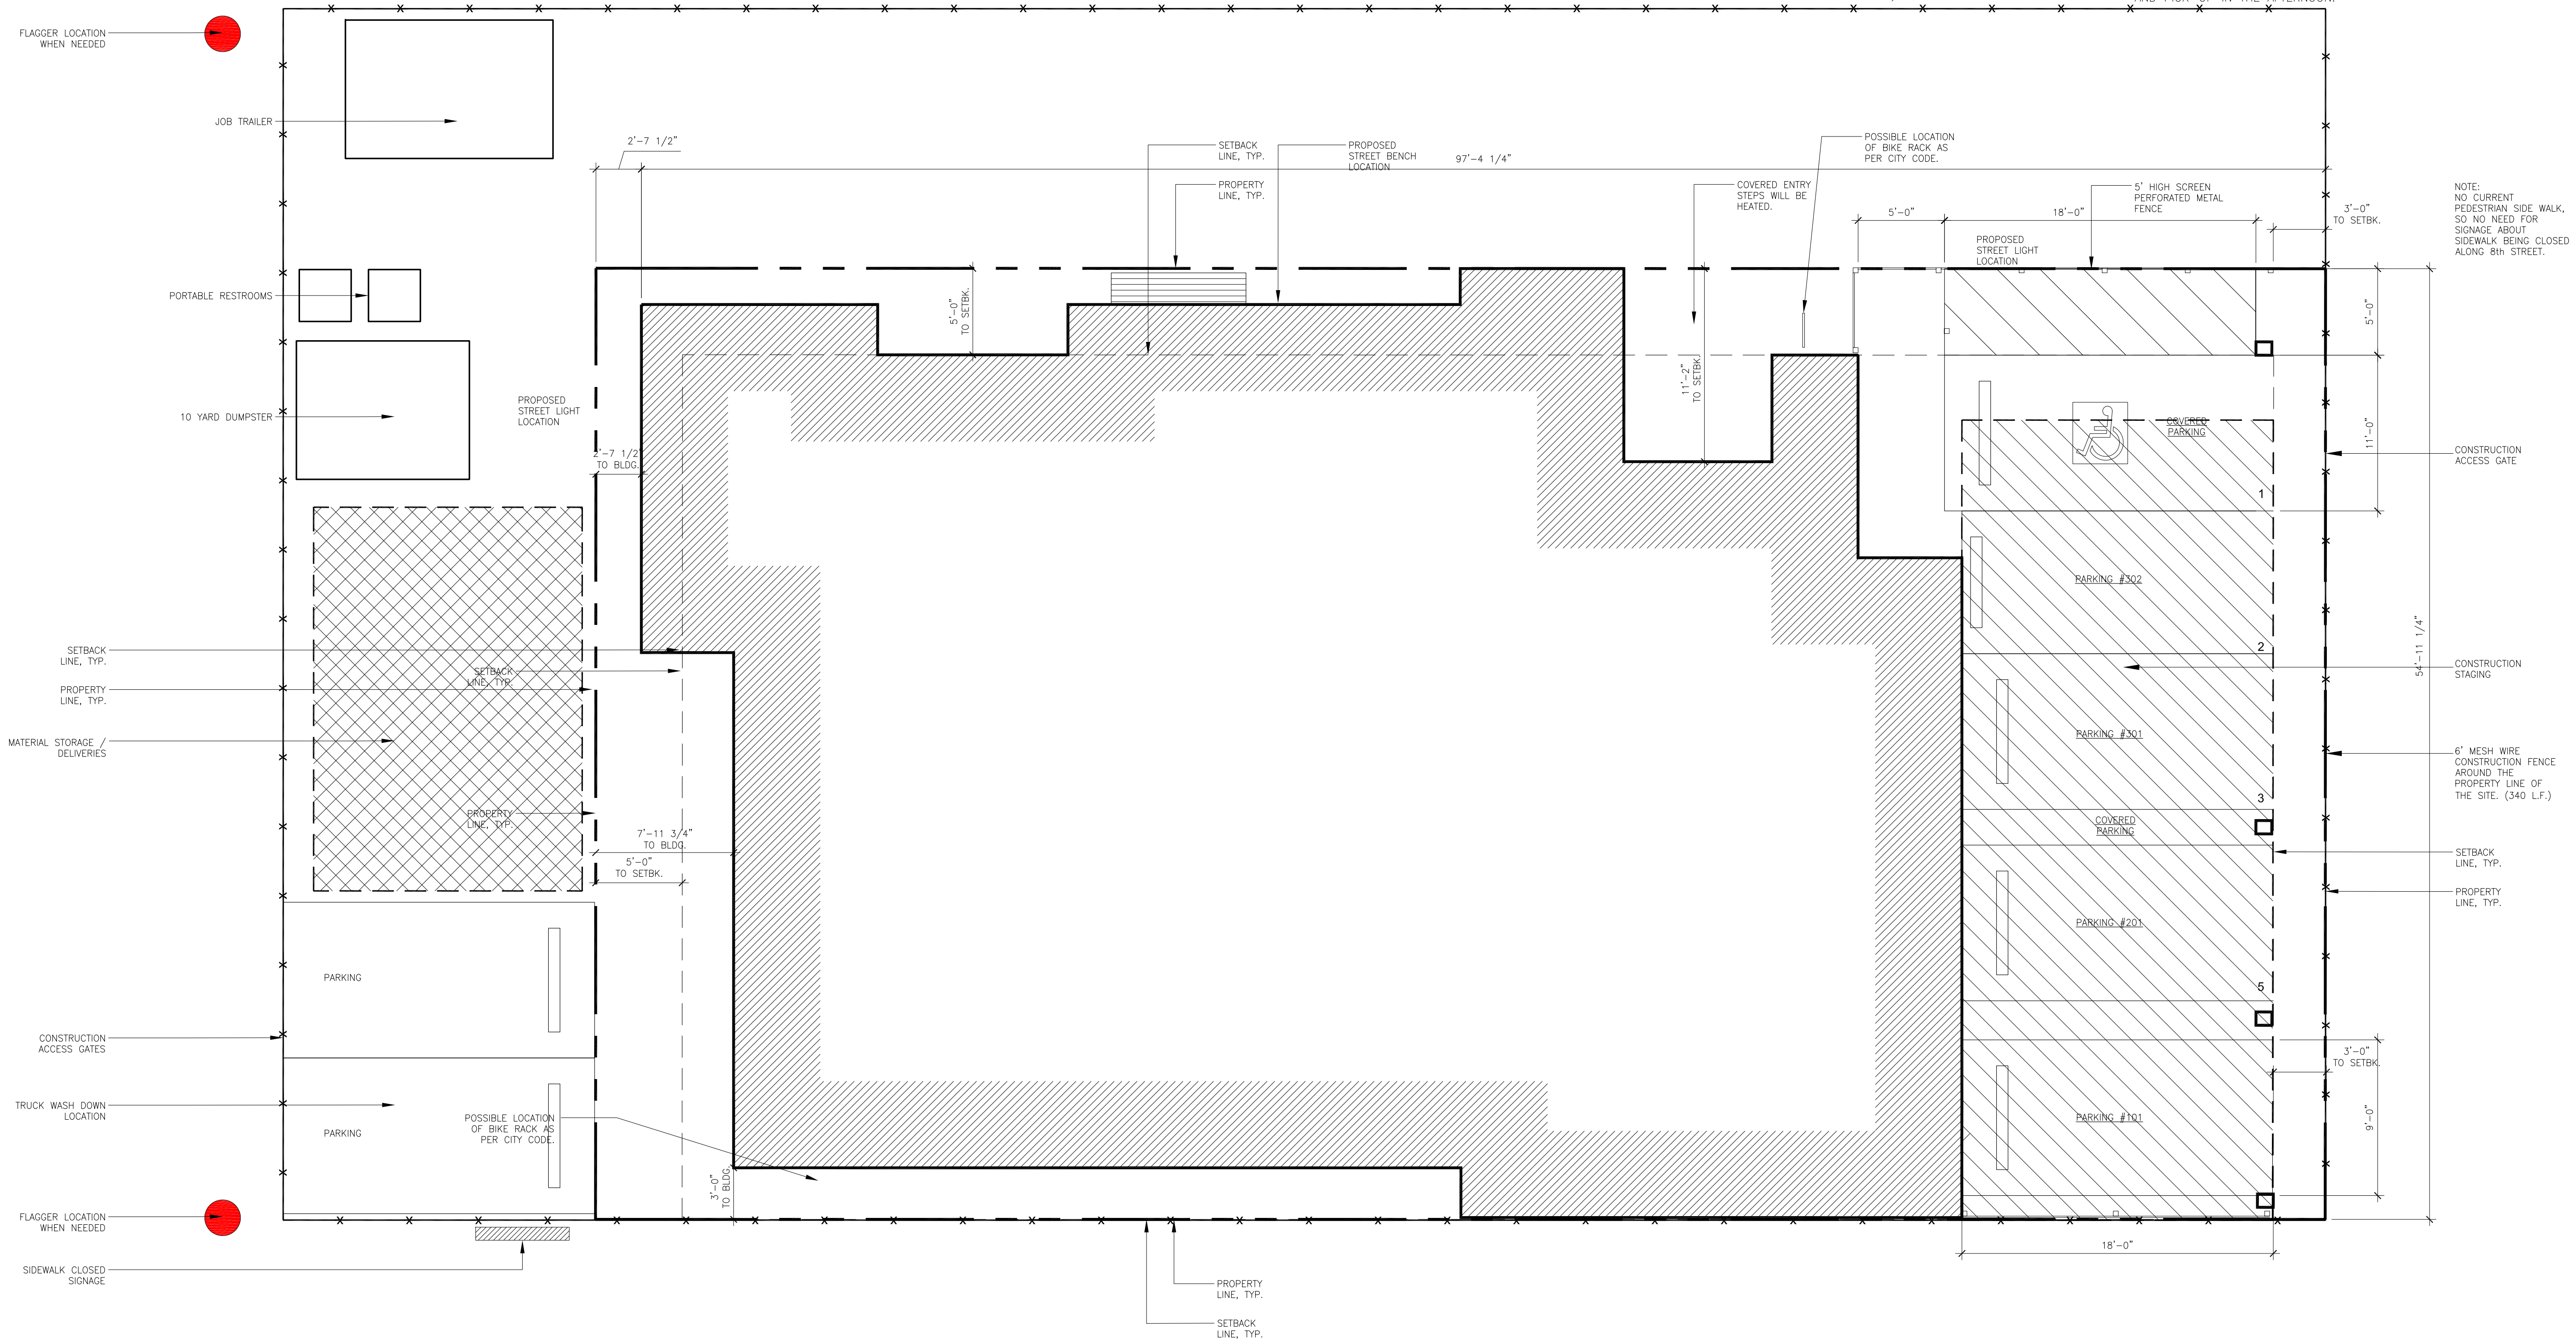 AND PICK UP IN THE AFTERNOON,
FLAGGER LOCATION
WHEN NEEDED
JOB TRAILER
2'-7 1/2"
SETBACK
LINE, TYP.
PROPOSED
STREET BENCH
LOCATION
97'-4 1/4"
POSSIBLE LOCATION
OF BIKE RACK AS
PER CITY CODE.
PROPERTY
LINE, TYP.
COVERED ENTRY
STEPS WILL BE
HEATED.
5' HIGH SCREEN
PERFORATED METAL
FENCE
5'-0"
18'-0"
3'-0"
TO SETBK.
NOTE:
NO CURRENT
PEDESTRIAN SIDE WALK,
SO NO NEED FOR
SIGNAGE ABOUT
SIDEWALK BEING CLOSED
ALONG 8th STREET.
PROPOSED
STREET LIGHT
LOCATION
PORTABLE RESTROOMS
5'-0"
TO SETBK.
11'-2"
TO SETBK.
5'-0"
10 YARD DUMPSTER
PROPOSED
STREET LIGHT
LOCATION
2'-7 1/2"
TO BLDG.
COVERED
PARKING
11'-0"
CONSTRUCTION
ACCESS GATE
1
PARKING #302
SETBACK
LINE, TYP.
SETBACK
LINE, TYP.
PROPERTY
LINE, TYP.
2
CONSTRUCTION
STAGING
54'-11 1/4"
MATERIAL STORAGE /
DELIVERIES
PARKING #301
6' MESH WIRE
CONSTRUCTION FENCE
AROUND THE
PROPERTY LINE OF
THE SITE. (340 L.F.)
PROPERTY
LINE, TYP.
3
7'-11 3/4"
TO BLDG.
5'-0"
TO SETBK.
COVERED
PARKING
SETBACK
LINE, TYP.
PROPERTY
LINE, TYP.
PARKING #201
PARKING
5
CONSTRUCTION
ACCESS GATES
3'-0"
TO SETBK.
TRUCK WASH DOWN
LOCATION
PARKING
POSSIBLE LOCATION
OF BIKE RACK AS
PER CITY CODE.
PARKING #101
9'-0"
3'-0"
TO BLDG.
FLAGGER LOCATION
WHEN NEEDED
18'-0"
SIDEWALK CLOSED
SIGNAGE
PROPERTY
LINE, TYP.
SETBACK
LINE, TYP.